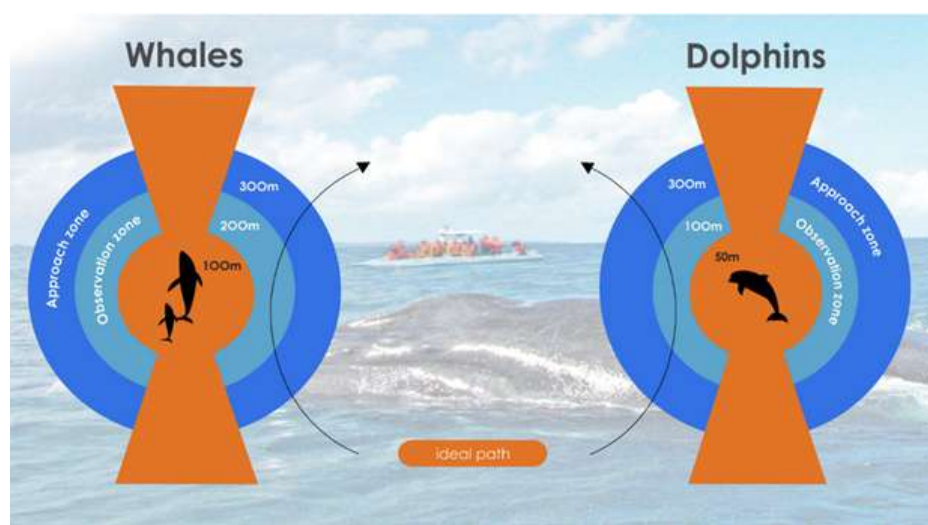 Whales
Dolphins
300m
200m
100m
Approach zone
Observation zone
300m
100m
50m
Approach zone
Observation zone
ideal path